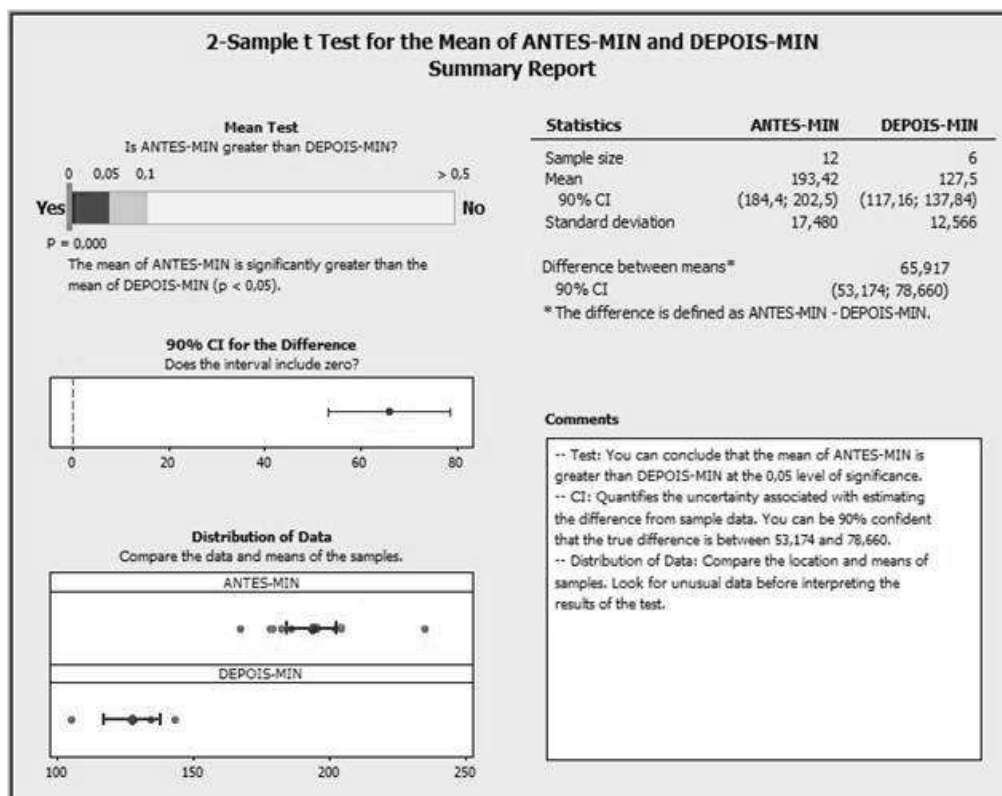 2-Sample t Test for the Mean of ANTES-MIN and DEPOIS-MIN
Summary Report
Mean Test
Is ANTES-MIN greater than DEPOIS-MIN?
0 0,05 0,1 > 0,5
Yes No
P = 0,000
The mean of ANTES-MIN is significantly greater than the
mean of DEPOIS-MIN (p < 0,05).
90% CI for the Difference
Does the interval include zero?
0 20 40 60 80
Distribution of Data
Compare the data and means of the samples.
ANTES-MIN
DEPOIS-MIN
100 150 200 250
Statistics ANTES-MIN DEPOIS-MIN
Sample size 12 6
Mean 193,42 127,5
90% CI (184,4; 202,5) (117,16; 137,84)
Standard deviation 17,480 12,566
Difference between means* 65,917
90% CI (53,174; 78,660)
* The difference is defined as ANTES-MIN - DEPOIS-MIN.
Comments
-- Test: You can conclude that the mean of ANTES-MIN is
greater than DEPOIS-MIN at the 0,05 level of significance.
-- CI: Quantifies the uncertainty associated with estimating
the difference from sample data. You can be 90% confident
that the true difference is between 53,174 and 78,660.
-- Distribution of Data: Compare the location and means of
samples. Look for unusual data before interpreting the
results of the test.